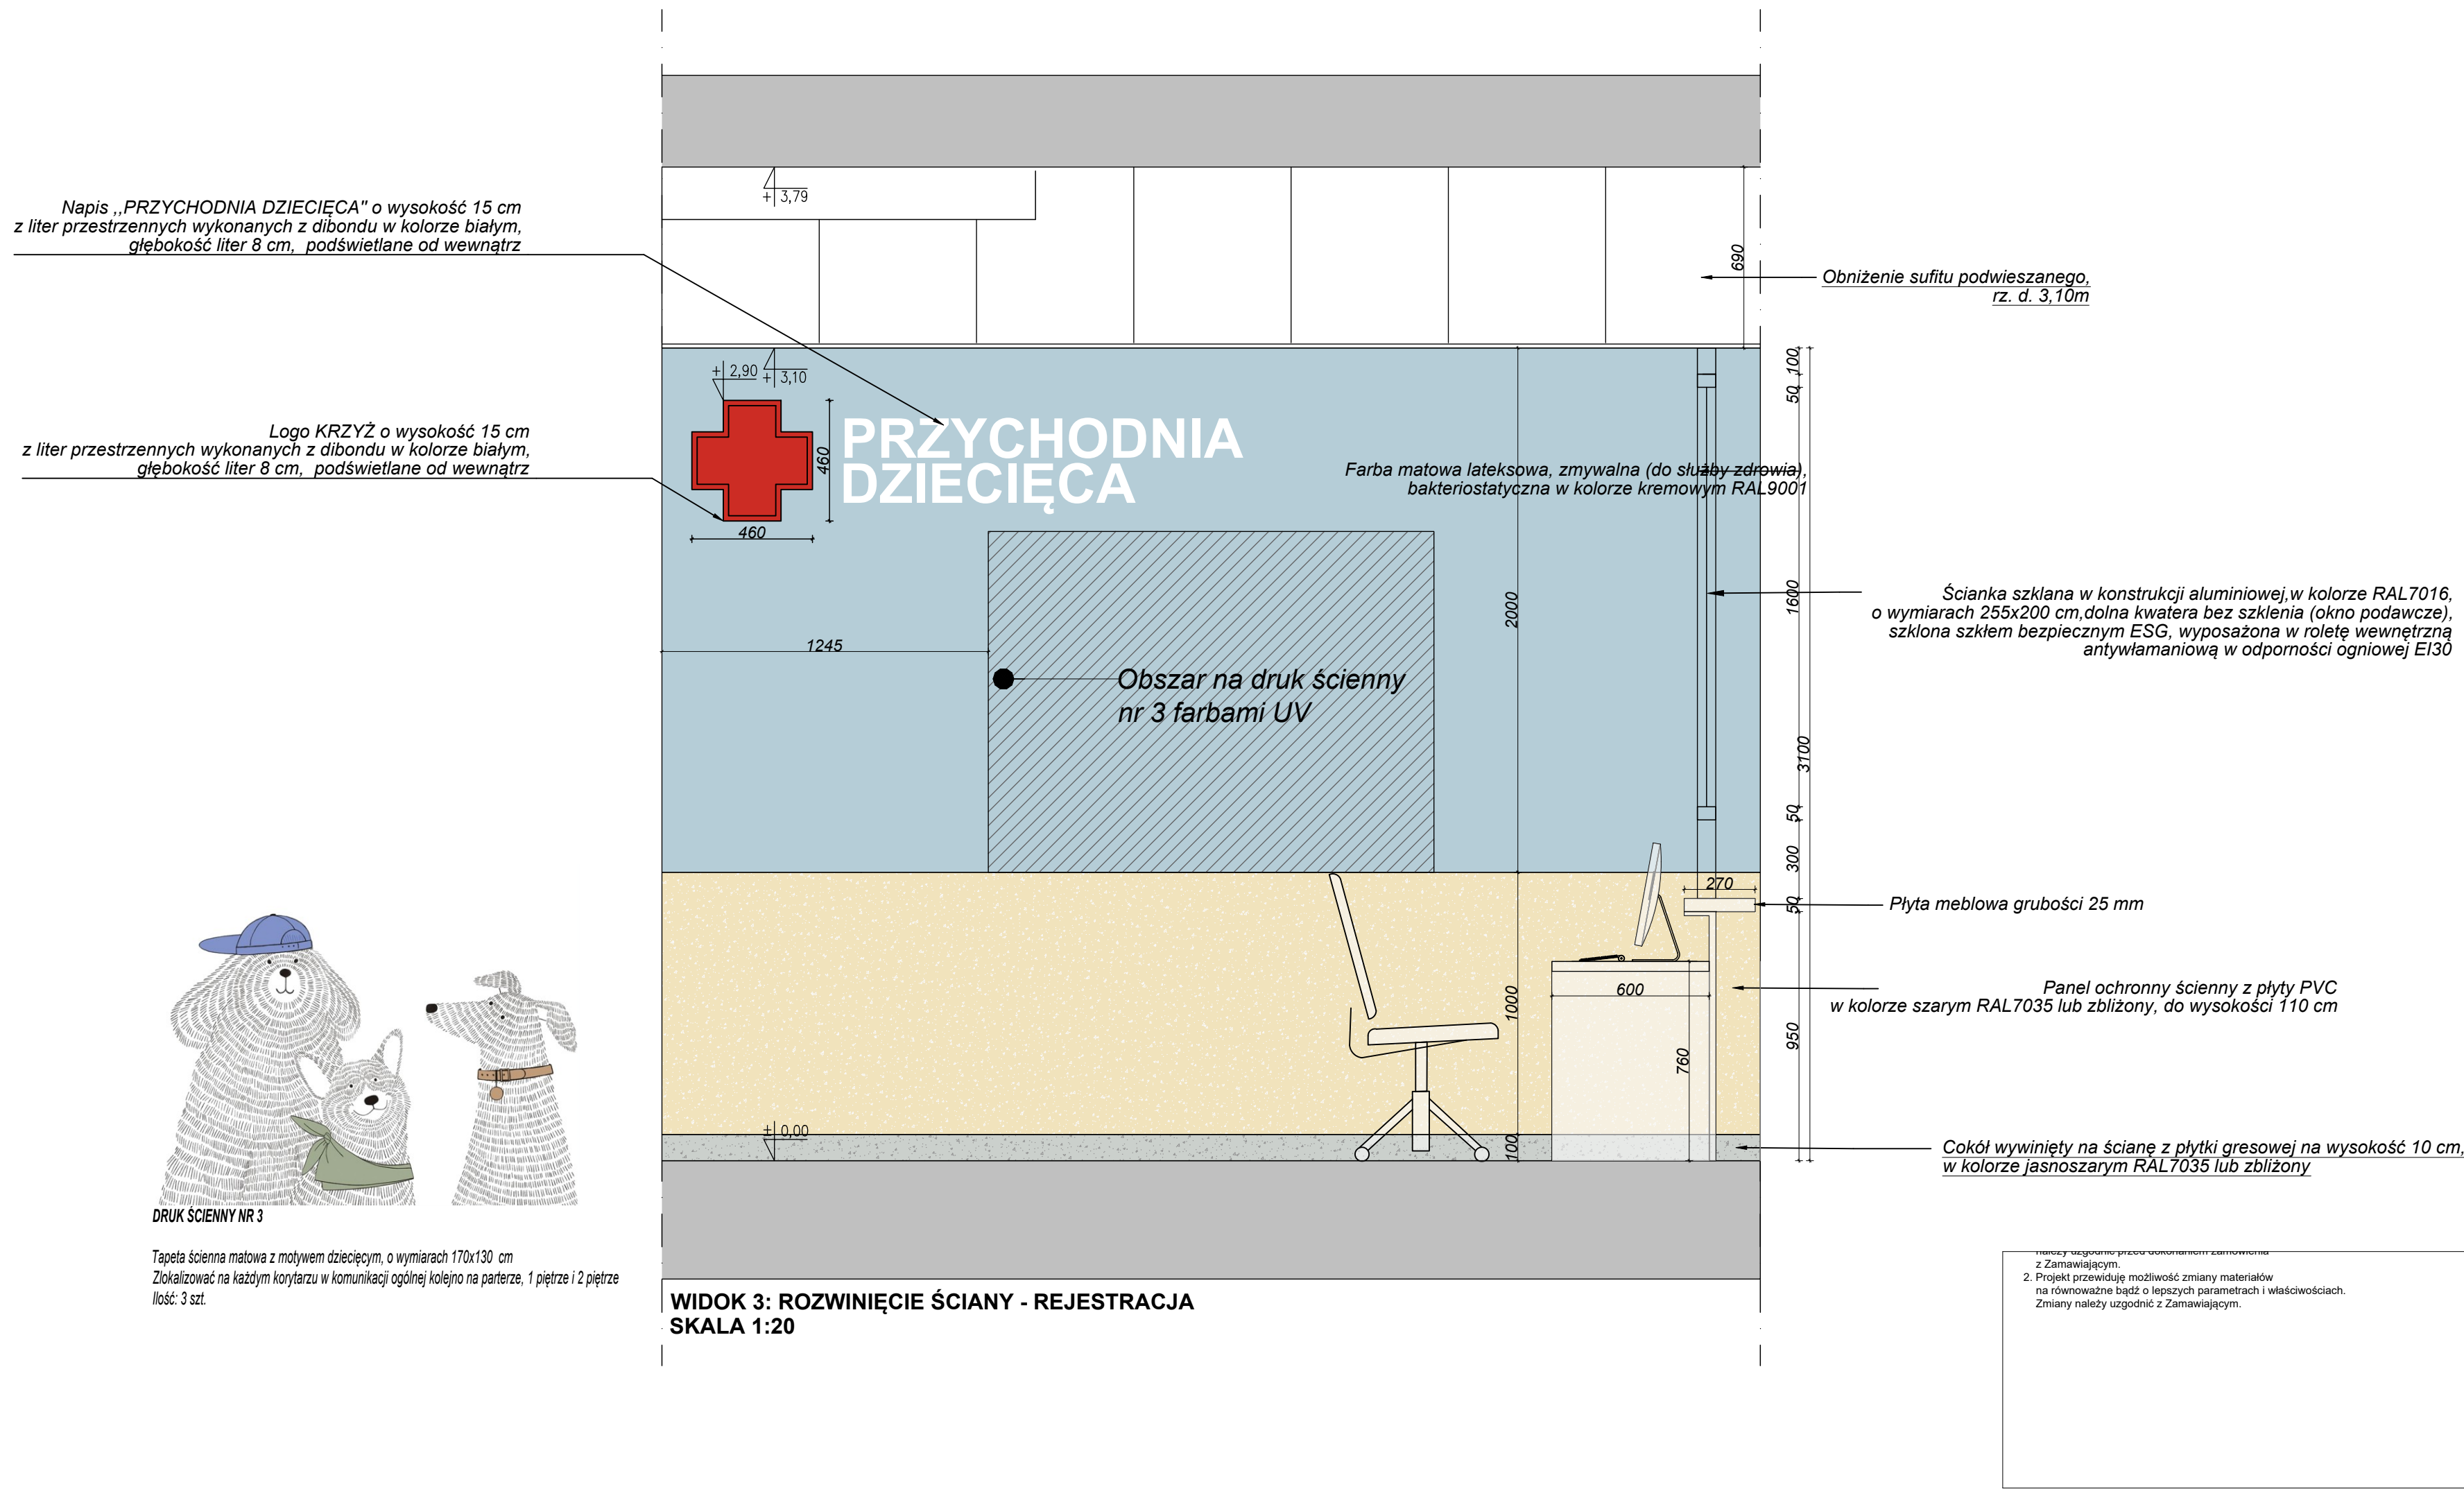 + 3,79
690
Napis ,,PRZYCHODNIA DZIECIĘCA" o wysokość 15 cm
z liter przestrzennych wykonanych z dibondu w kolorze białym,
głębokość liter 8 cm, podświetlane od wewnątrz
Obniżenie sufitu podwieszanego,
rz. d. 3,10m
+ 2,90
+ 3,10
100
50
Logo KRZYŻ o wysokość 15 cm
z liter przestrzennych wykonanych z dibondu w kolorze białym,
głębokość liter 8 cm, podświetlane od wewnątrz
460
460
PRZYCHODNIA
DZIECIĘCA
Farba matowa lateksowa, zmywalna (do służby zdrowia),
bakteriostatyczna w kolorze kremowym RAL9001
2000
1600
Ścianka szklana w konstrukcji aluminiowej,w kolorze RAL7016,
o wymiarach 255x200 cm,dolna kwatera bez szklenia (okno podawcze),
szklona szkłem bezpiecznym ESG, wyposażona w roletę wewnętrzną
antywłamaniową w odporności ogniowej EI30
1245
Obszar na druk ścienny
nr 3 farbami UV
3100
50
300
270
50
Płyta meblowa grubości 25 mm
600
1000
Panel ochronny ścienny z płyty PVC
w kolorze szarym RAL7035 lub zbliżony, do wysokości 110 cm
950
760
± 0,00
100
Cokół wywinięty na ścianę z płytki gresowej na wysokość 10 cm,
w kolorze jasnoszarym RAL7035 lub zbliżony
DRUK ŚCIENNY NR 3
Tapeta ścienna matowa z motywem dziecięcym, o wymiarach 170x130 cm
Zlokalizować na każdym korytarzu w komunikacji ogólnej kolejno na parterze, 1 piętrze i 2 piętrze
Ilość: 3 szt.
WIDOK 3: ROZWINIĘCIE ŚCIANY - REJESTRACJA
SKALA 1:20
należy uzgodnić przed dokonaniem zamówienia
z Zamawiającym.
2. Projekt przewiduję możliwość zmiany materiałów
na równoważne bądź o lepszych parametrach i właściwościach.
Zmiany należy uzgodnić z Zamawiającym.